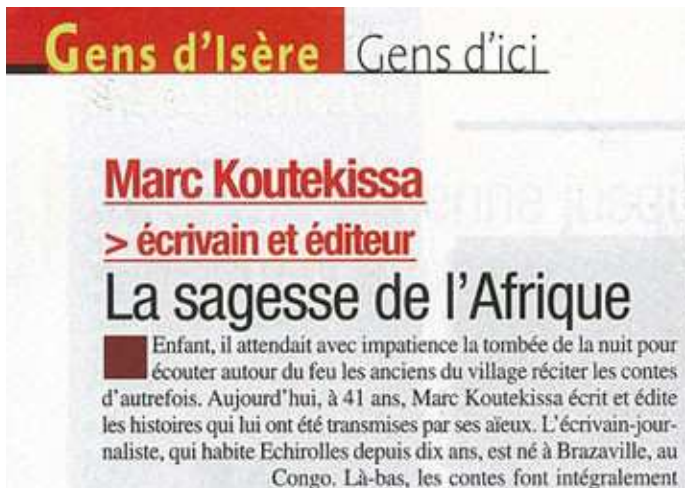 Gens d'Isère Gens d'ici
Marc Koutekissa
> écrivain et éditeur
La sagesse de l'Afrique
Enfant, il attendait avec impatience la tombée de la nuit pour
écouter autour du feu les anciens du village réciter les contes
d'autrefois. Aujourd'hui, à 41 ans, Marc Koutekissa écrit et édite
les histoires qui lui ont été transmises par ses aïeux. L'écrivain-jour-
naliste, qui habite Echirolles depuis dix ans, est né à Brazaville, au
Congo. Là-bas, les contes font intégralement